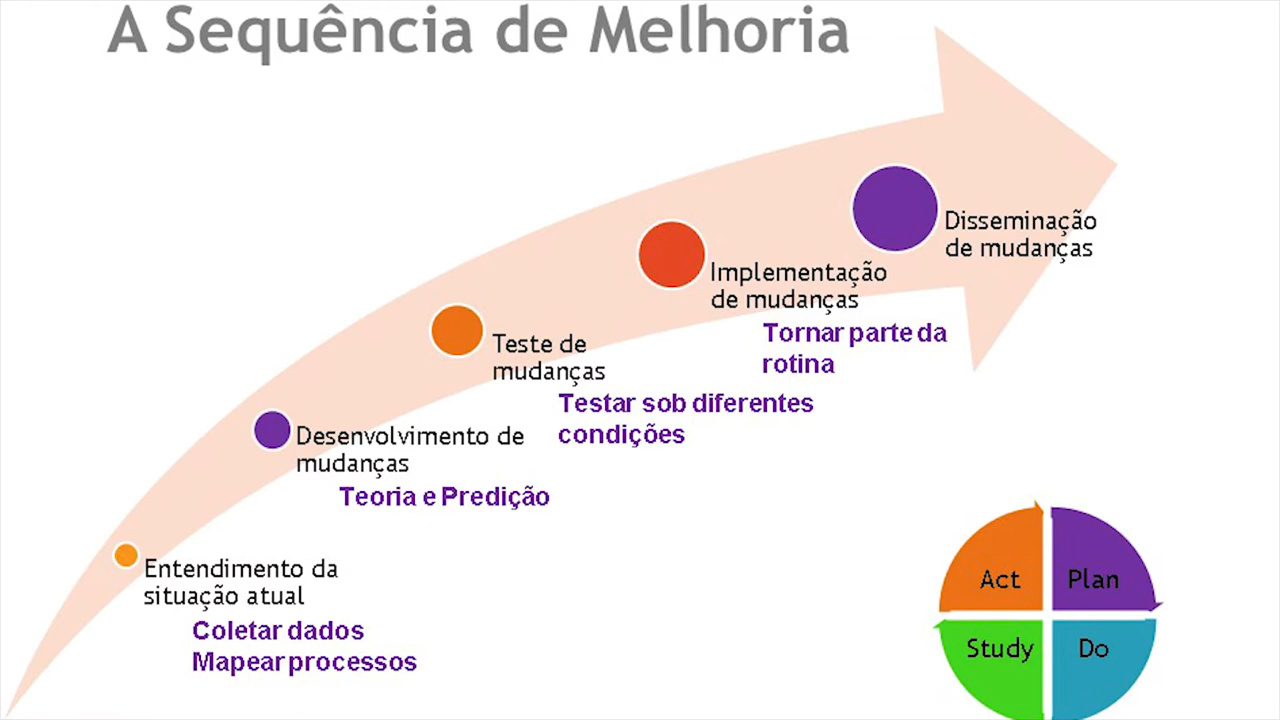 A Sequência de Melhoria
Disseminação
de mudanças
Implementação
de mudanças
Tornar parte da
rotina
Teste de
mudanças
Testar sob diferentes
condições
Desenvolvimento de
mudanças
Teoria e Predição
Entendimento da
situação atual
Coletar dados
Mapear processos
Act
Plan
Study
Do